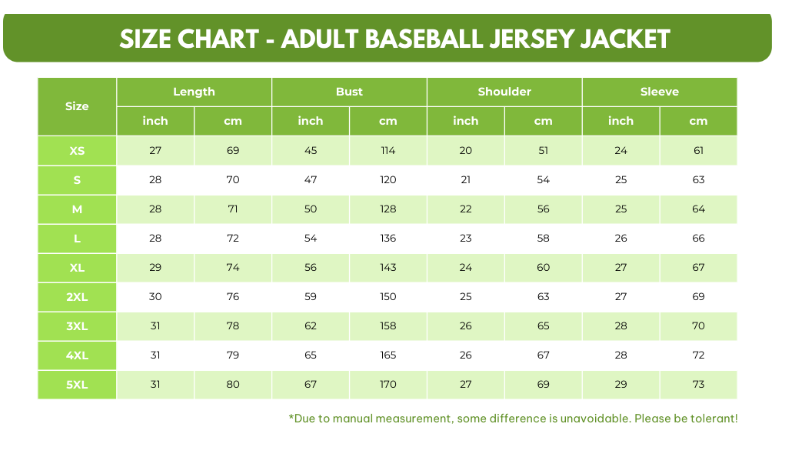 SIZE CHART - ADULT BASEBALL JERSEY JACKET
Size Length Bust Shoulder Sleeve
inch cm inch cm inch cm inch cm
XS 27 69 45 114 20 51 24 61
S 28 70 47 120 21 54 25 63
M 28 71 50 128 22 56 25 64
L 28 72 54 136 23 58 26 66
XL 29 74 56 143 24 60 27 67
2XL 30 76 59 150 25 63 27 69
3XL 31 78 62 158 26 65 28 70
4XL 31 79 65 165 26 67 28 72
5XL 31 80 67 170 27 69 29 73
*Due to manual measurement, some difference is unavoidable. Please be tolerant!